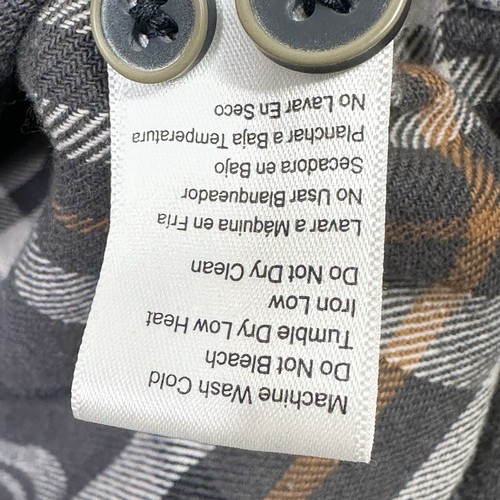 Machine Wash Cold
Do Not Bleach
Tumble Dry Low Heat
Iron Low
Do Not Dry Clean
Lavar a Máquina en Fría
No Usar Blanqueador
Secadora en Bajo
Planchar a Baja Temperatura
No Lavar En Seco